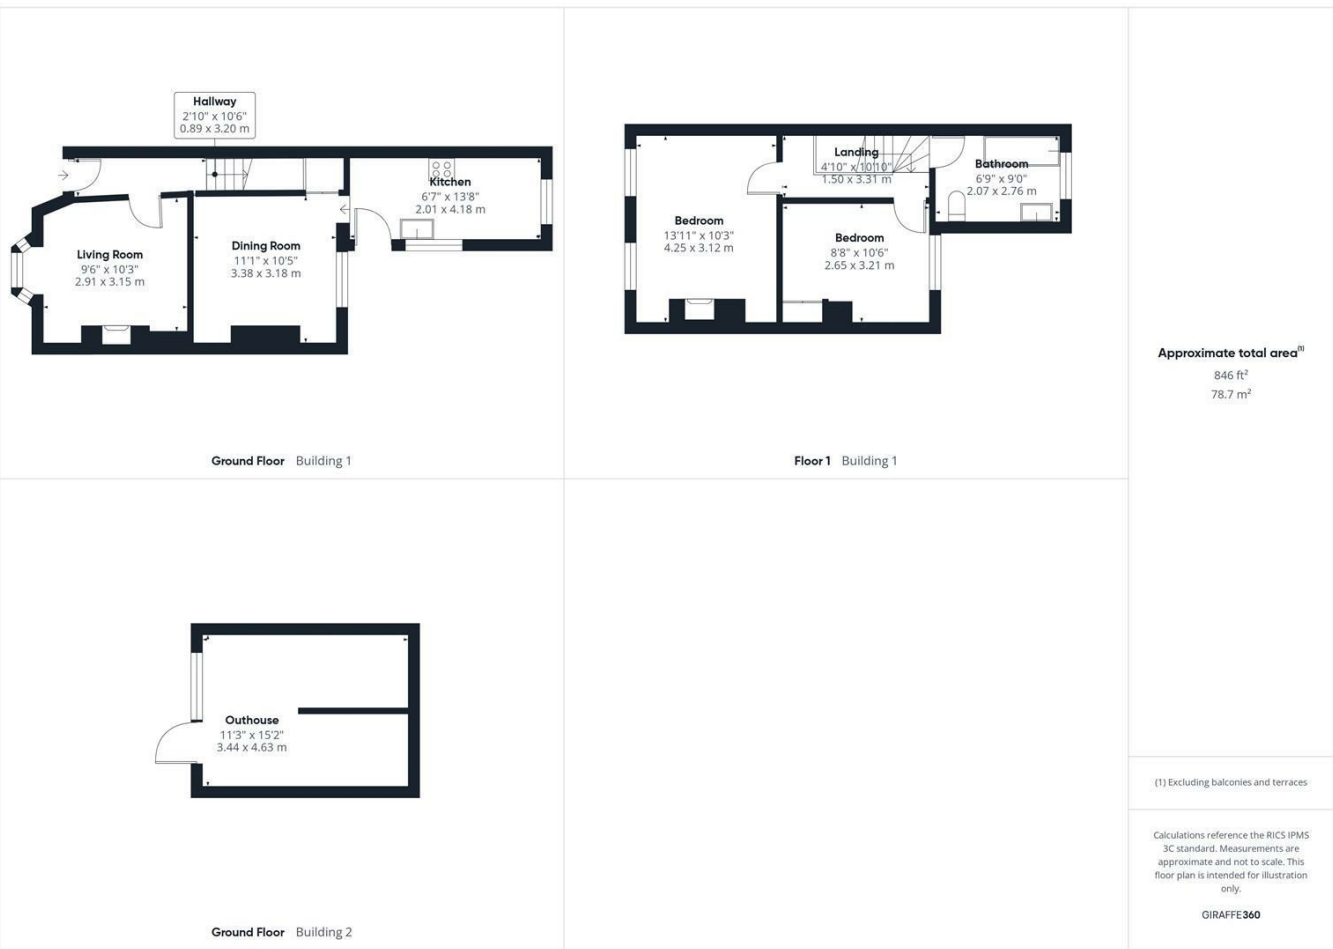 Hallway
2'10" x 10'6"
0.89 x 3.20 m
Kitchen
6'7" x 13'8"
2.01 x 4.18 m
Living Room
9'6" x 10'3"
2.91 x 3.15 m
Dining Room
11'1" x 10'5"
3.38 x 3.18 m
Ground Floor Building 1
Landing
4'10" x 10'10"
1.50 x 3.31 m
Bathroom
6'9" x 9'0"
2.07 x 2.76 m
Bedroom
13'11" x 10'3"
4.25 x 3.12 m
Bedroom
8'8" x 10'6"
2.65 x 3.21 m
Floor 1 Building 1
Outhouse
11'3" x 15'2"
3.44 x 4.63 m
Ground Floor Building 2
Approximate total area(1)
846 ft²
78.7 m²
(1) Excluding balconies and terraces
Calculations reference the RICS IPMS
3C standard. Measurements are
approximate and not to scale. This
floor plan is intended for illustration
only.
GIRAFFE360